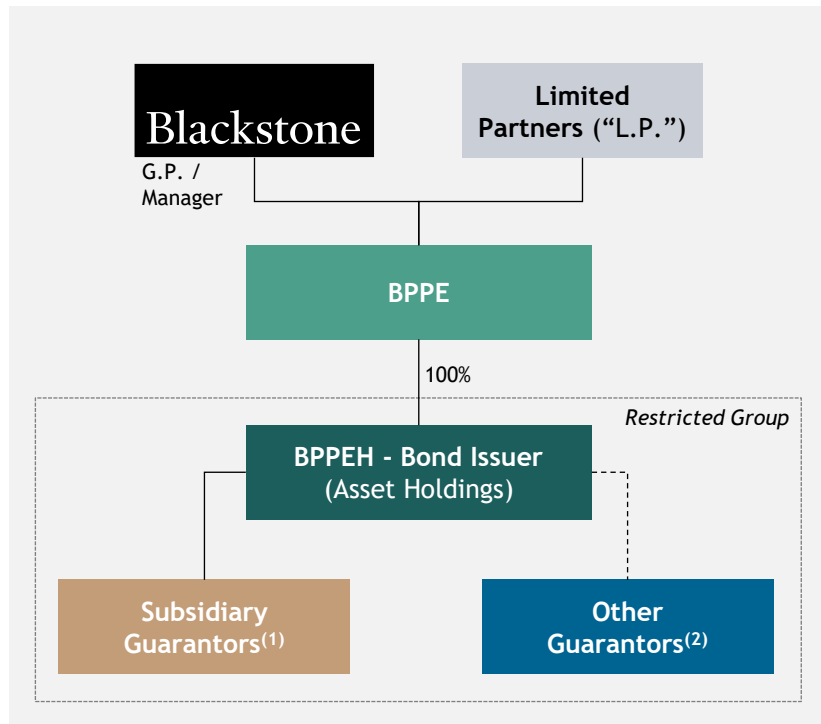 Blackstone
Limited
Partners (“L.P.”)
G.P. /
Manager
BPPE
100%
Restricted Group
BPPEH - Bond Issuer
(Asset Holdings)
Subsidiary
Guarantors(1)
Other
Guarantors(2)